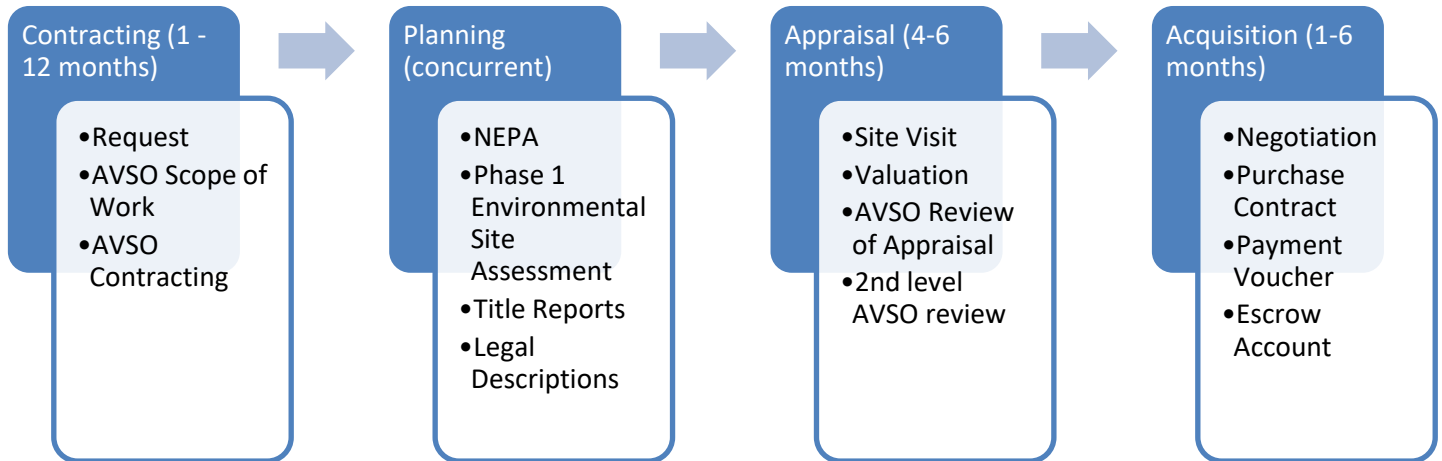 Contracting (1 -
12 months)
•Request
•AVSO Scope of
Work
•AVSO
Contracting
Planning
(concurrent)
•NEPA
•Phase 1
Environmental
Site
Assessment
•Title Reports
•Legal
Descriptions
Appraisal (4-6
months)
•Site Visit
•Valuation
•AVSO Review
of Appraisal
•2nd level
AVSO review
Acquisition (1-6
months)
•Negotiation
•Purchase
Contract
•Payment
Voucher
•Escrow
Account